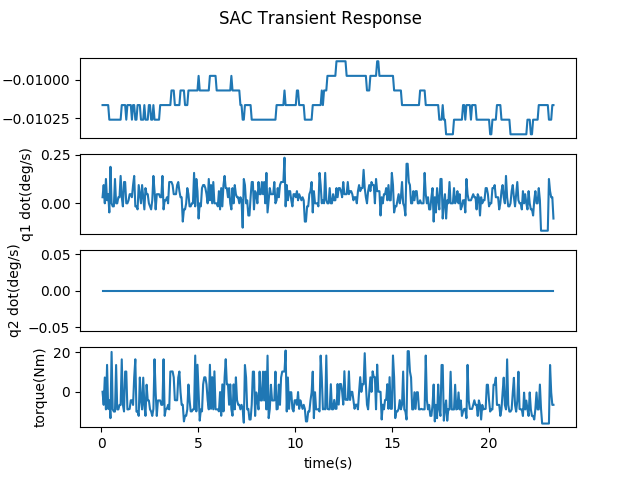 SAC Transient Response
−0.01000
−0.01025
0.25
0.00
q1 dot(deg/s)
0.05
0.00
−0.05
q2 dot(deg/s)
20
0
torque(Nm)
0 5 10 15 20
time(s)